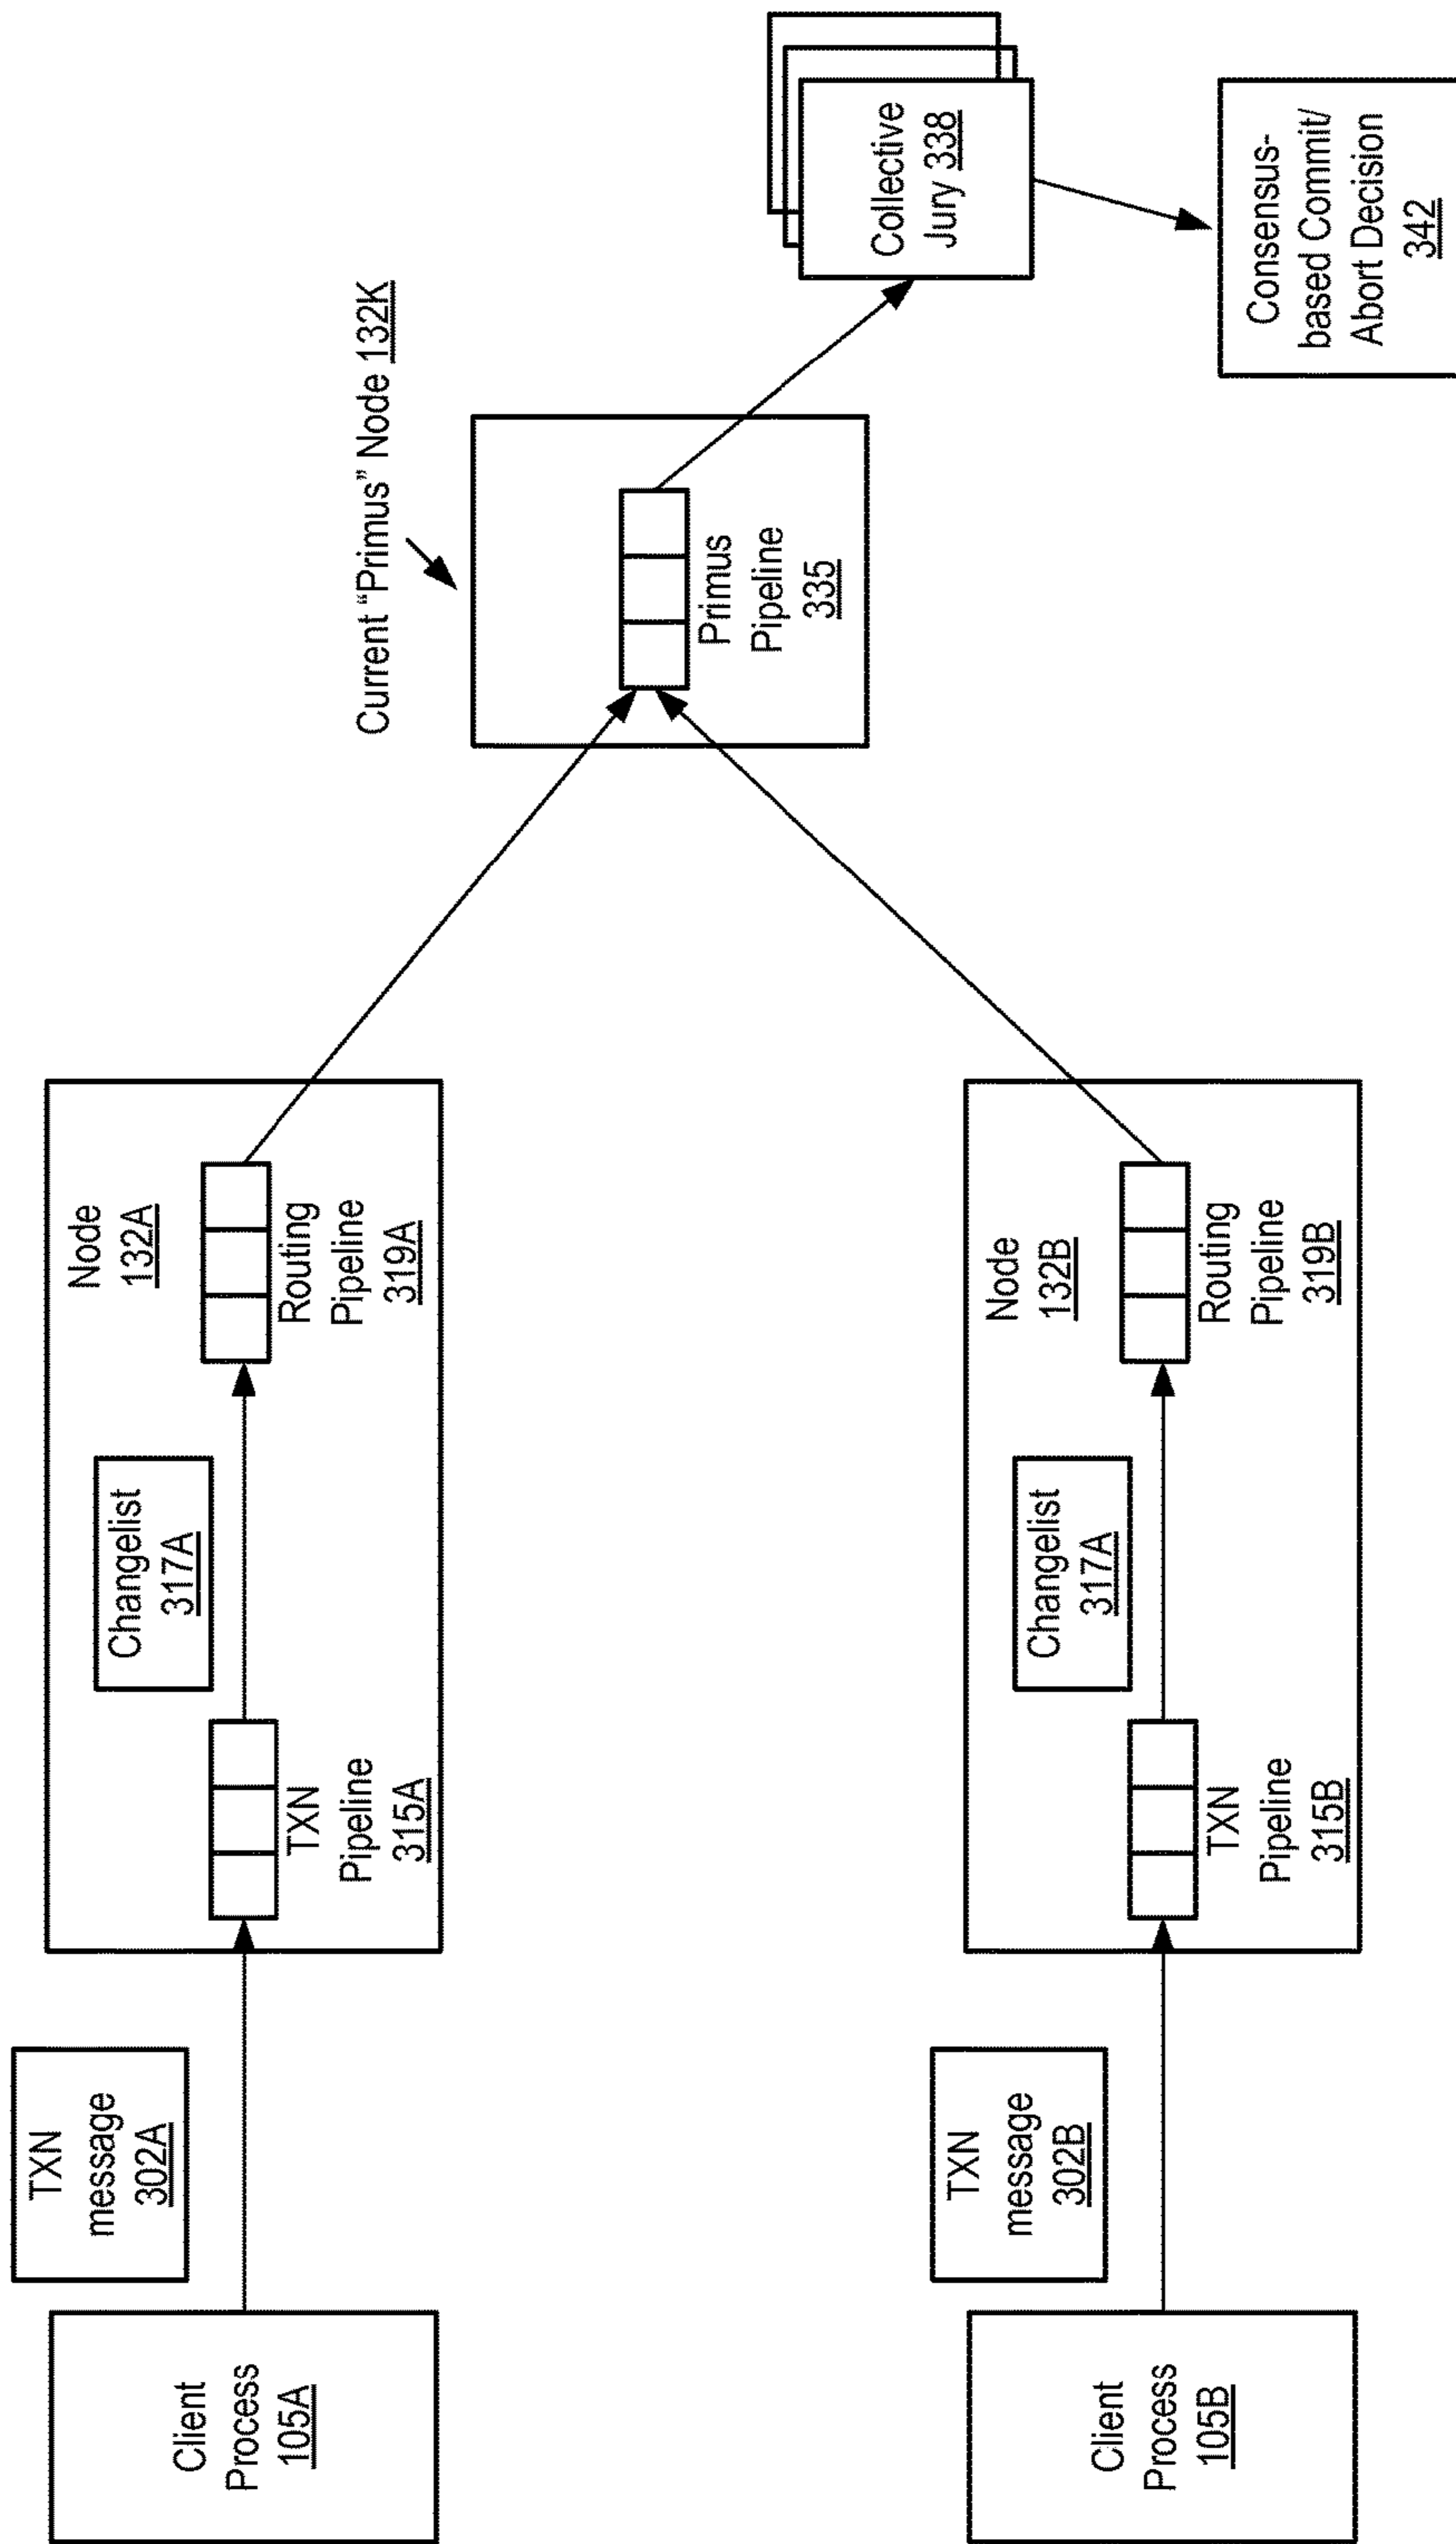 Client
Process
105A
TXN
message
302A
TXN
Pipeline
315A
Changelist
317A
Node
132A
Routing
Pipeline
319A
Client
Process
105B
TXN
message
302B
TXN
Pipeline
315B
Changelist
317A
Node
132B
Routing
Pipeline
319B
Current “Primus” Node 132K
Primus
Pipeline
335
Collective
Jury 338
Consensus-
based Commit/
Abort Decision
342